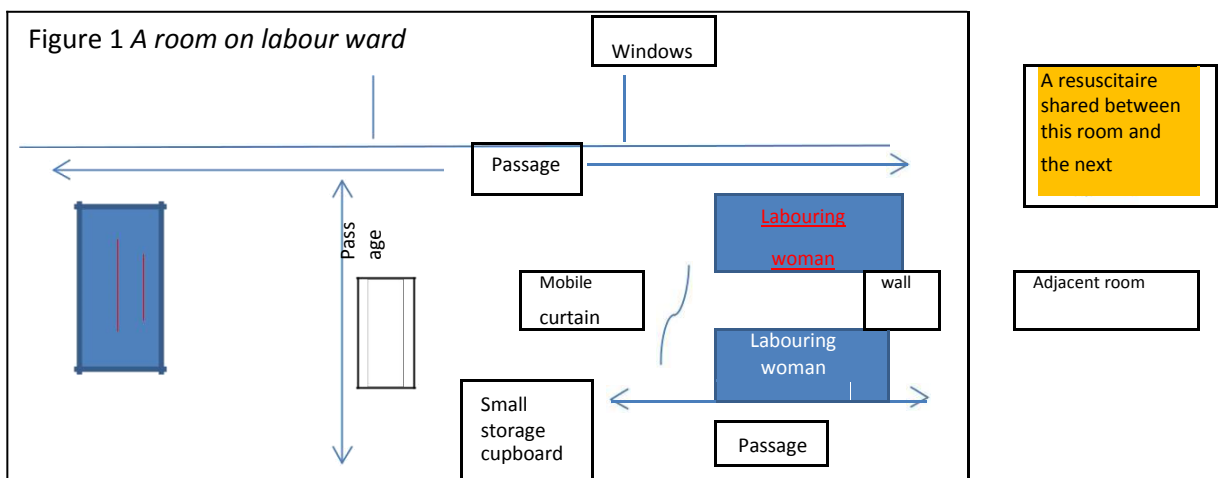 Figure 1 A room on labour ward
Windows
A resuscitaire
shared between
this room and
the next
Passage
Pass
age
Labouring
woman
Mobile
curtain
wall
Adjacent room
Labouring
woman
Small
storage
cupboard
Passage